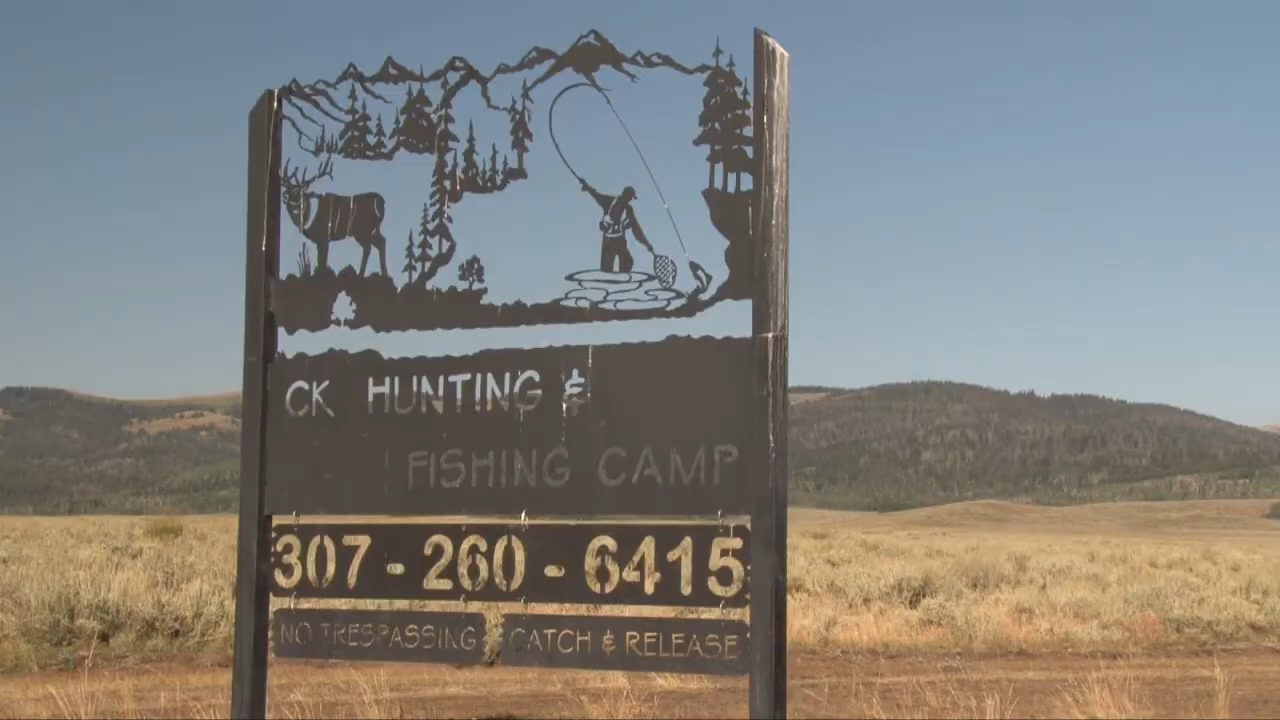 CK HUNTING &
FISHING CAMP
307-260-6415
NO TRESPASSING CATCH & RELEASE